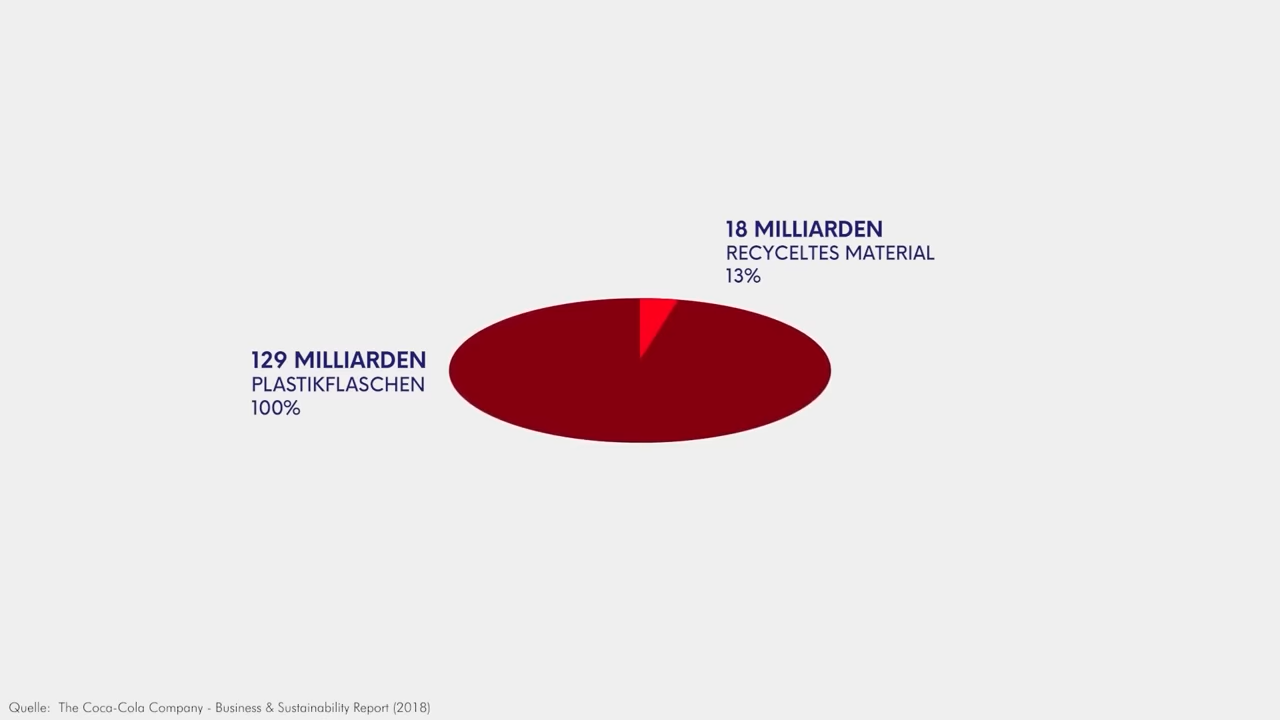 18 MILLIARDEN
RECYCELTES MATERIAL
13%
129 MILLIARDEN
PLASTIKFLASCHEN
100%
Quelle: The Coca-Cola Company - Business & Sustainability Report (2018)